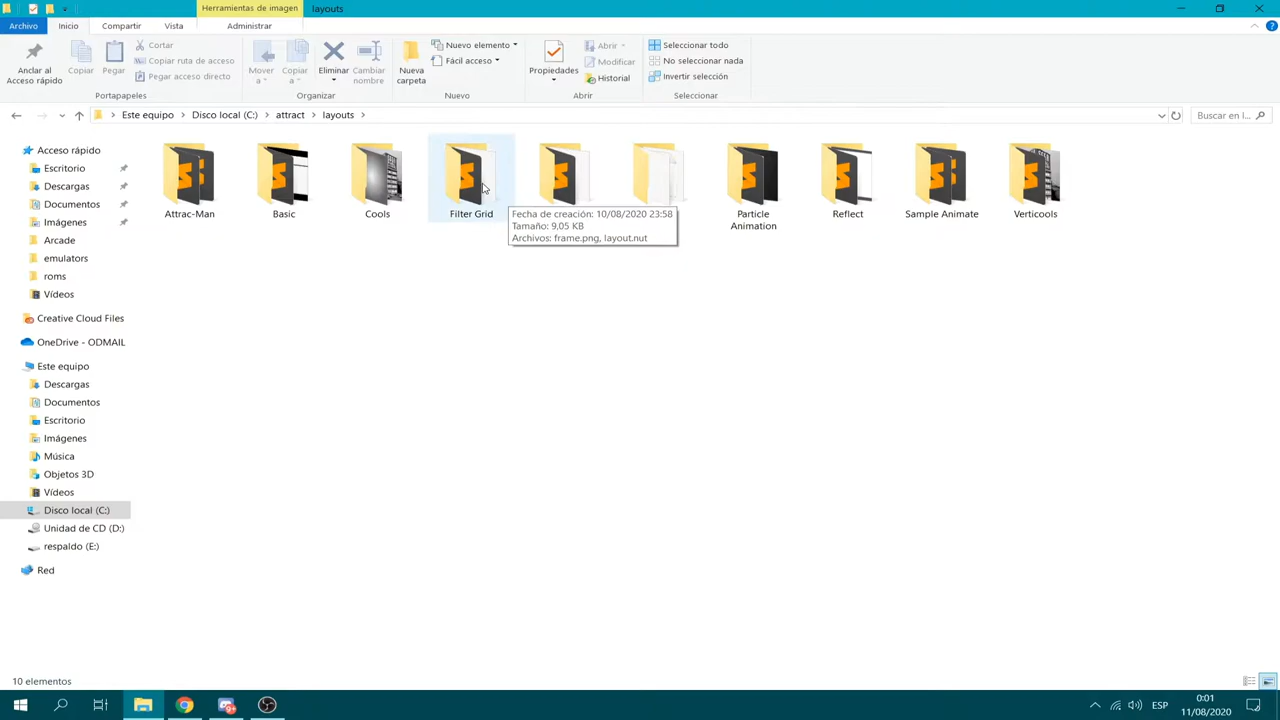 Herramientas de imagen
layouts
Archivo
Inicio
Compartir
Vista
Administrar
Anclar al
Acceso rápido
Copiar
Pegar
Cortar
Copiar ruta de acceso
Pegar acceso directo
Portapapeles
Mover
a
Copiar
a
Eliminar
Cambiar
nombre
Organizar
Nueva
carpeta
Nuevo elemento
Fácil acceso
Nuevo
Propiedades
Abrir
Modificar
Historial
Abrir
Seleccionar todo
No seleccionar nada
Invertir selección
Seleccionar
Este equipo
Disco local (C:)
attract
layouts
Buscar en l...
Acceso rápido
Escritorio
Descargas
Documentos
Imágenes
Arcade
emulators
roms
Vídeos
Creative Cloud Files
OneDrive - ODMAIL
Este equipo
Descargas
Documentos
Escritorio
Imágenes
Música
Objetos 3D
Vídeos
Disco local (C:)
Unidad de CD (D:)
respaldo (E:)
Red
Attrac-Man
Basic
Cools
Filter Grid
Particle
Animation
Reflect
Sample Animate
Verticools
Fecha de creación: 10/08/2020 23:58
Tamaño: 9,05 KB
Archivos: frame.png, layout.nut
10 elementos
ESP
0:01
11/08/2020